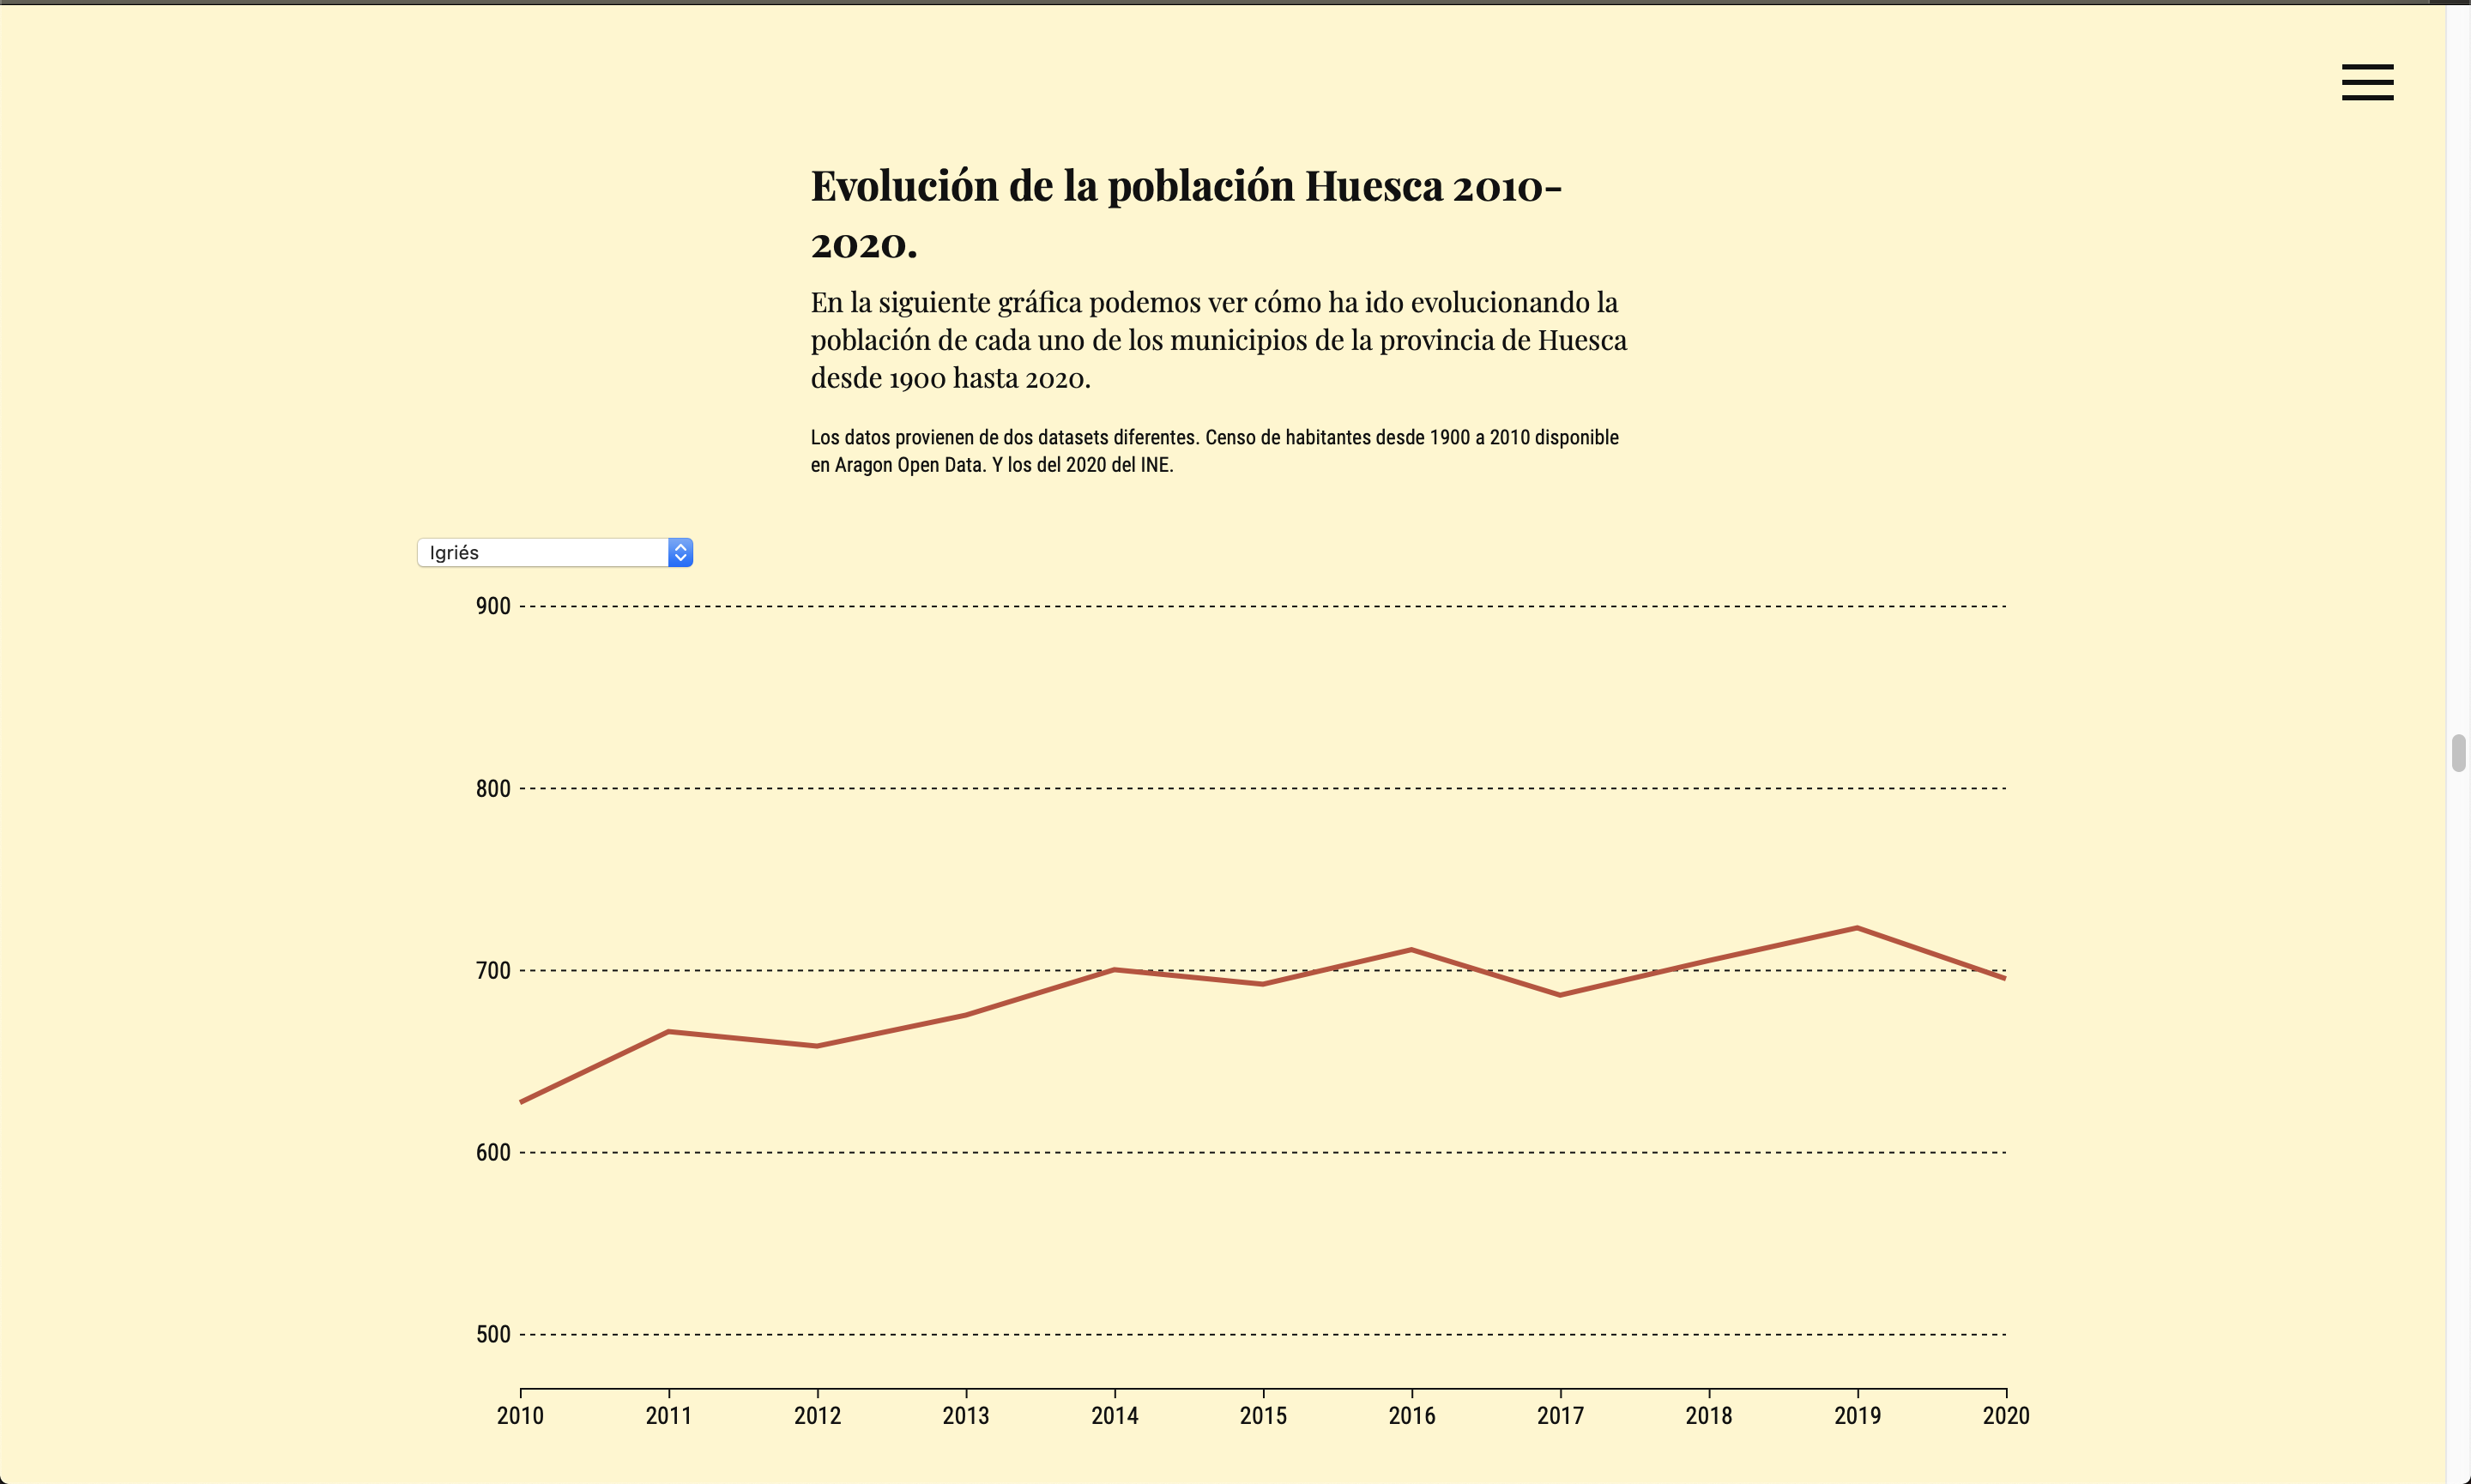 Evolución de la población Huesca 2010-
2020.
En la siguiente gráfica podemos ver cómo ha ido evolucionando la
población de cada uno de los municipios de la provincia de Huesca
desde 1900 hasta 2020.
Los datos provienen de dos datasets diferentes. Censo de habitantes desde 1900 a 2010 disponible
en Aragon Open Data. Y los del 2020 del INE.
Igriés
900
800
700
600
500
2010 2011 2012 2013 2014 2015 2016 2017 2018 2019 2020